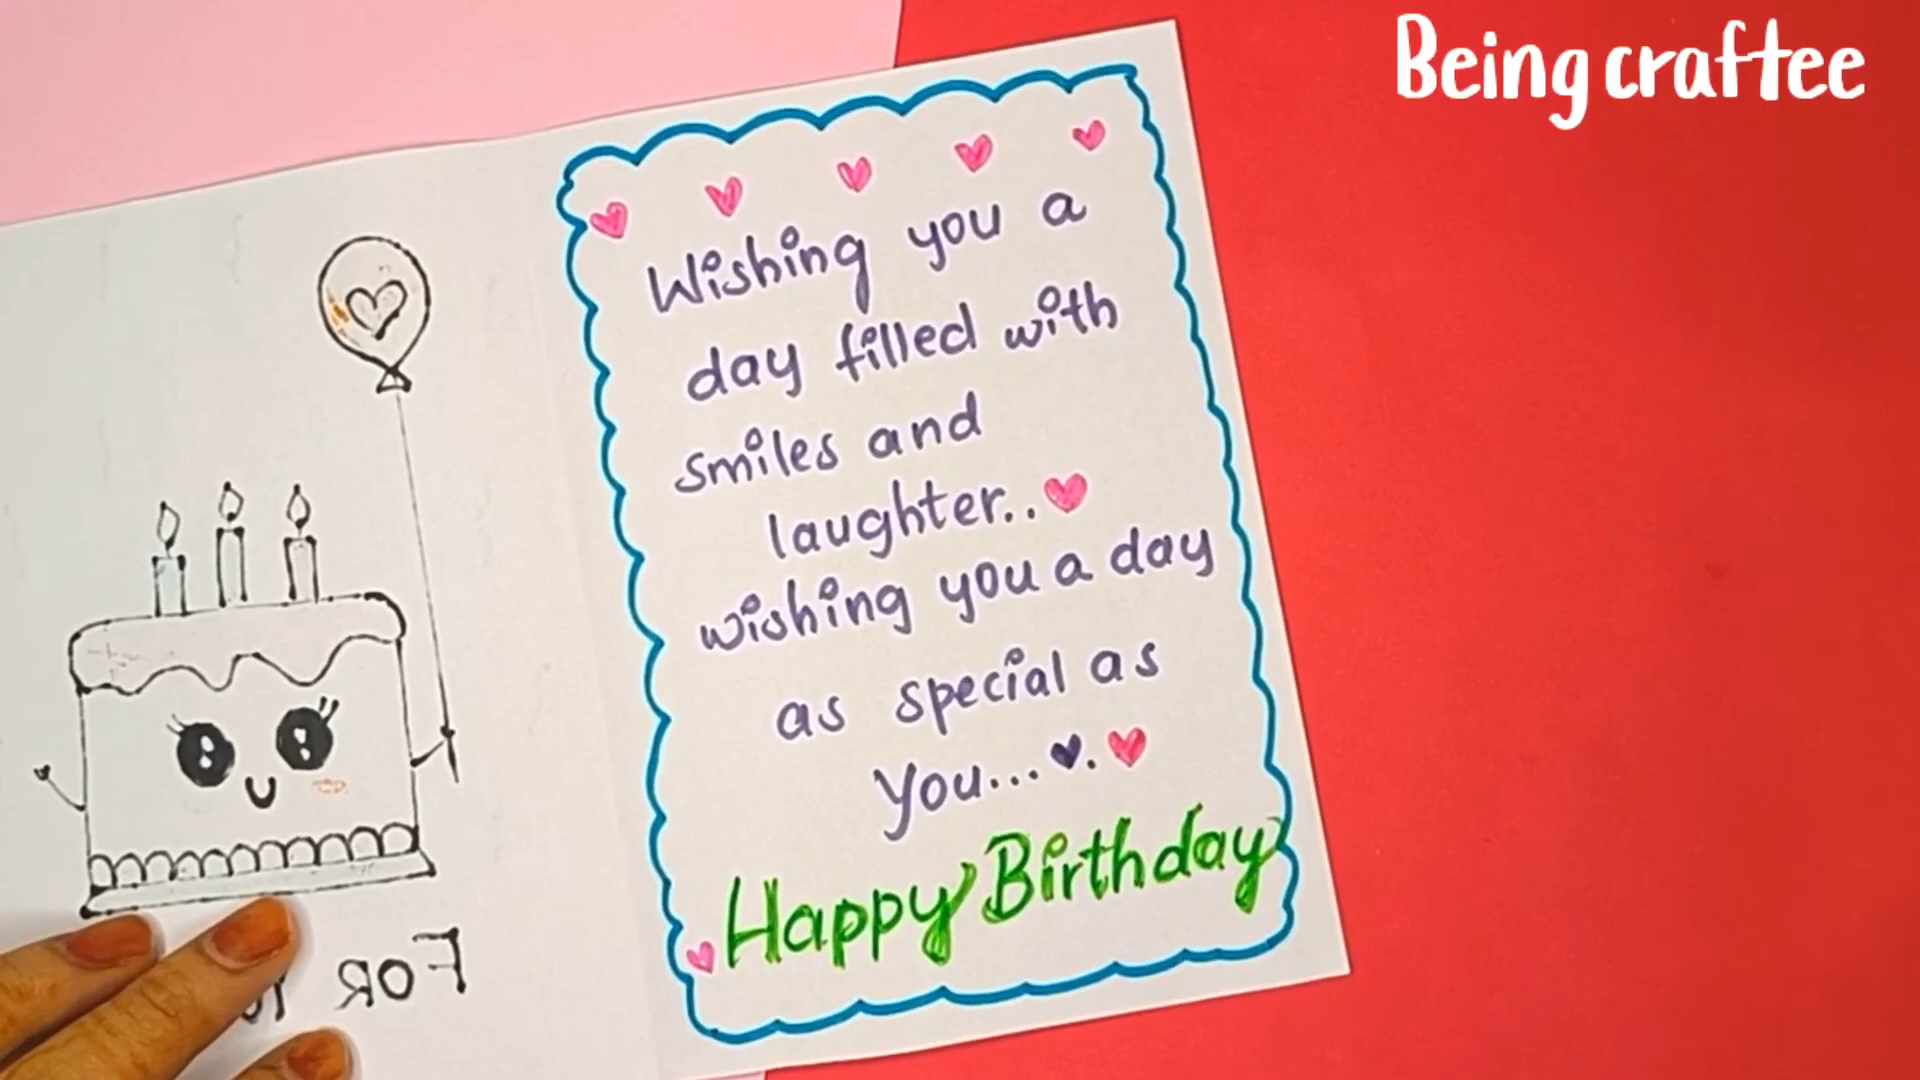 Being craftee
Wishing you a
day filled with
smiles and
laughter..
wishing you a day
as special as
You....
Happy Birthday
FOR